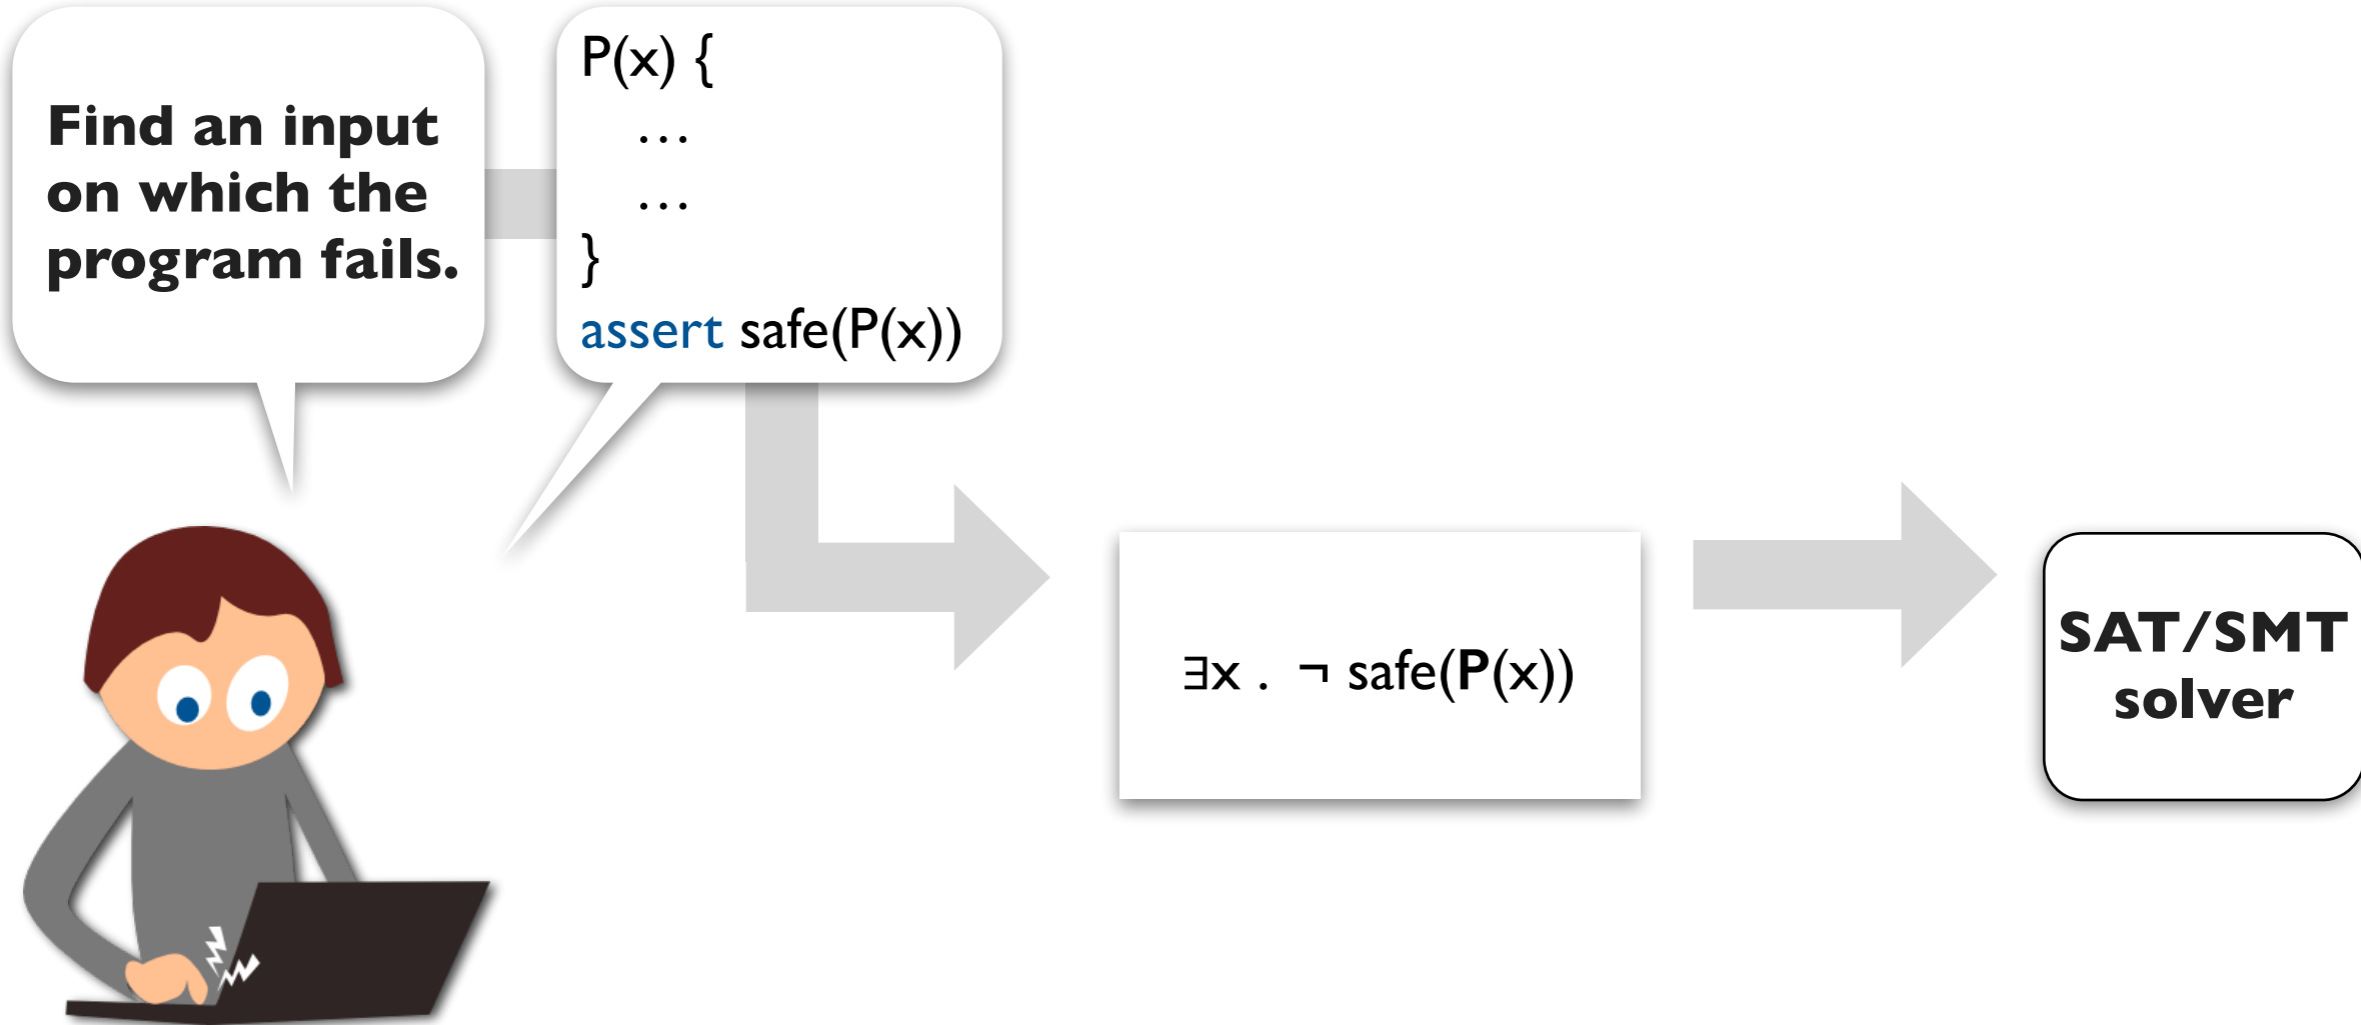 Find an input
on which the
program fails.
P(x) {
…
…
}
assert safe(P(x))
∃x . ¬ safe(P(x))
SAT/SMT
solver